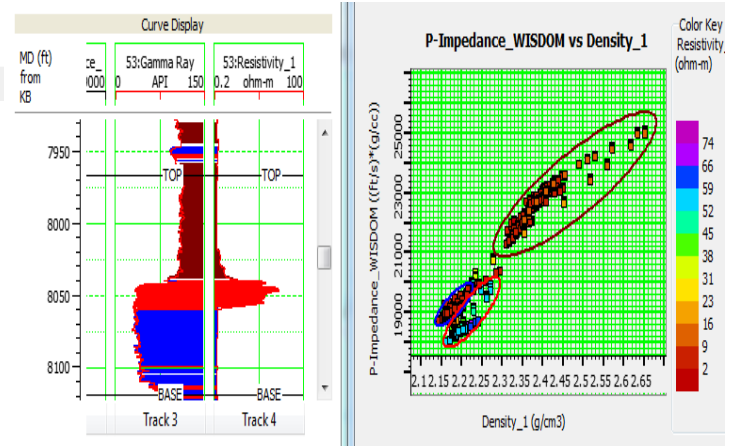 Curve Display
MD (ft)
from
KB
ce_
0000
53:Gamma Ray
0 API 150
53:Resistivity_1
0.2 ohm-m 100
7950
TOP TOP
8000
8050
8100
BASE BASE
Track 3 Track 4
P-Impedance_WISDOM vs Density_1
P-Impedance_WISDOM ((ft/s)*(g/cc))
25000
23000
21000
19000
2.1 2.15 2.2 2.25 2.3 2.35 2.4 2.45 2.5 2.55 2.6 2.65
Density_1 (g/cm3)
Color Key
Resistivity_
(ohm-m)
74
66
59
52
45
38
31
23
16
9
2